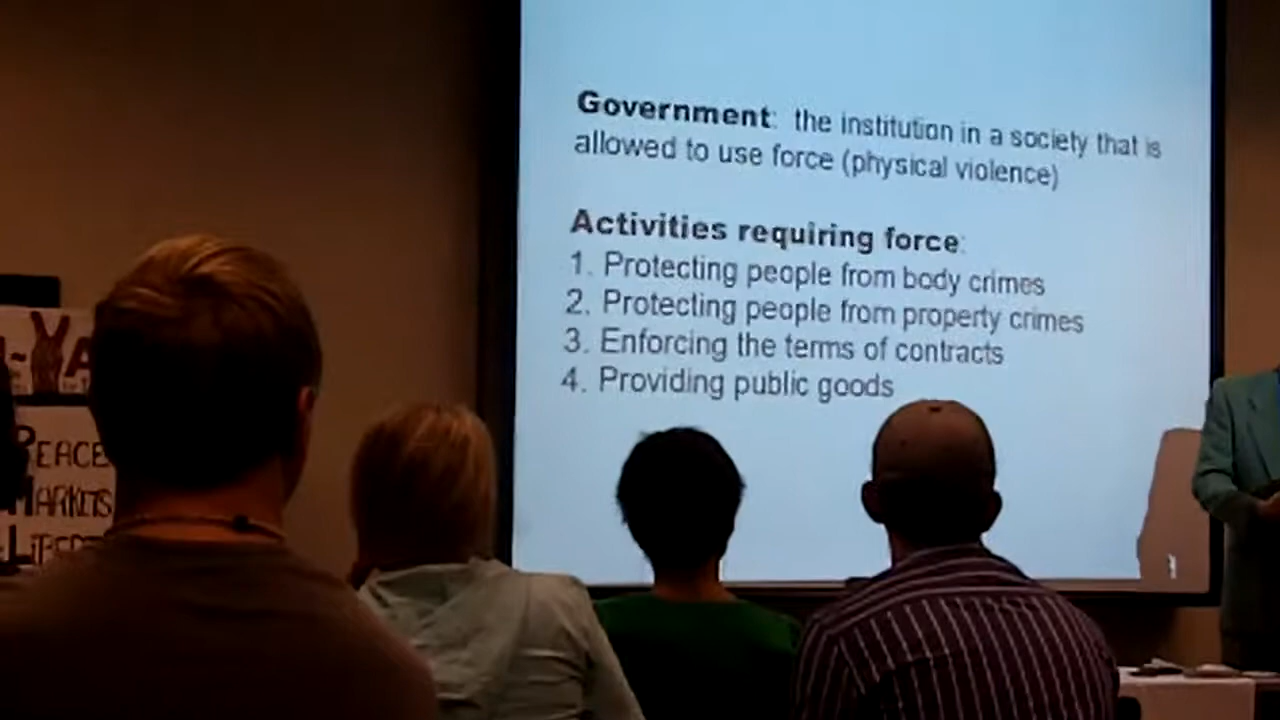 Government: the institution in a society that is
allowed to use force (physical violence)
Activities requiring force:
1. Protecting people from body crimes
2. Protecting people from property crimes
3. Enforcing the terms of contracts
4. Providing public goods
PEACE
MARKETS